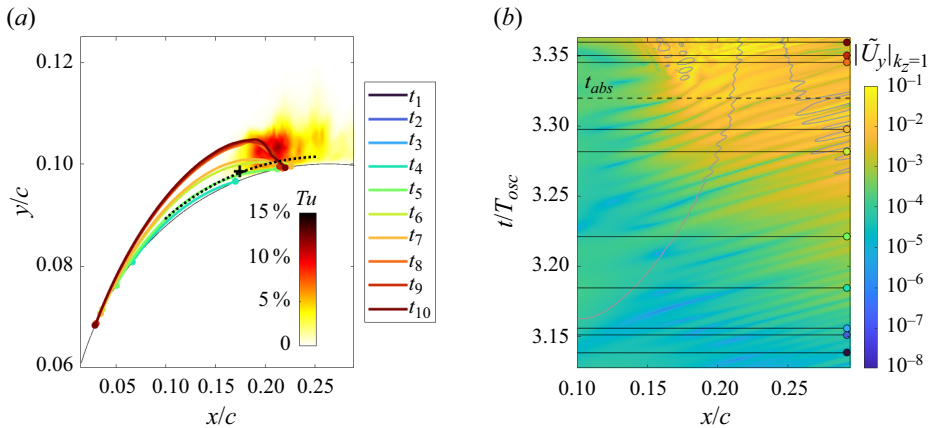 (a)
0.12
0.10
0.08
0.06
y/c
0.05
0.10
0.15
0.20
0.25
x/c
Tu
15 %
10 %
5 %
0
t1
t2
t3
t4
t5
t6
t7
t8
t9
t10
(b)
3.35
3.30
3.25
3.20
3.15
t/Tosc
tabs
0.10
0.15
0.20
0.25
x/c
|Ũy|kz=1
10⁻¹
10⁻²
10⁻³
10⁻⁴
10⁻⁵
10⁻⁶
10⁻⁷
10⁻⁸